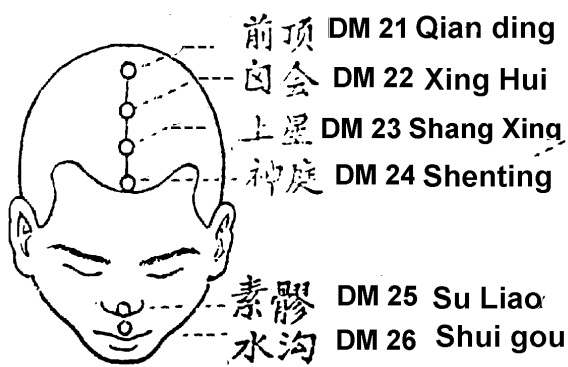 前顶 DM 21 Qian ding
囟会 DM 22 Xing Hui
上星 DM 23 Shang Xing
神庭 DM 24 Shenting
素髎 DM 25 Su Liao
水沟 DM 26 Shui gou